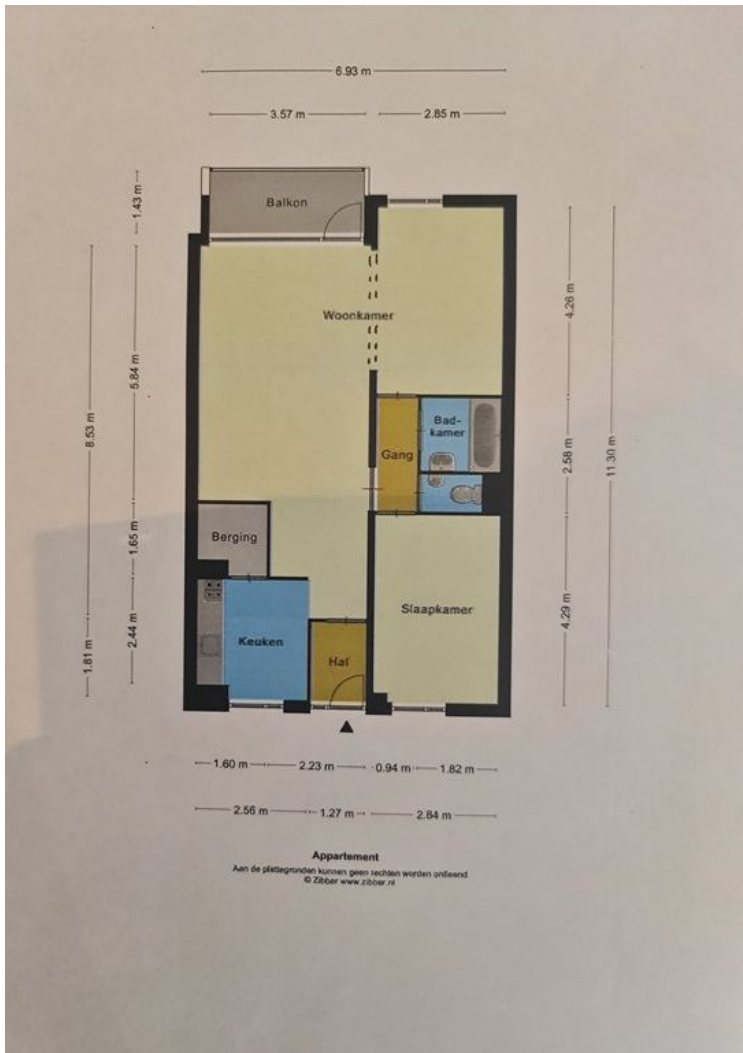 6.93 m
3.57 m
2.85 m
1.43 m
Balkon
4.26 m
Woonkamer
5.84 m
8.53 m
Bad-
kamer
Gang
2.58 m
11.30 m
1.65 m
Berging
Slaapkamer
4.29 m
2.44 m
Keuken
1.81 m
Hal
1.60 m
2.23 m
0.94 m
1.82 m
2.56 m
1.27 m
2.84 m
Appartement
Aan de plattegronden kunnen geen rechten worden ontleend
© Zibber www.zibber.nl